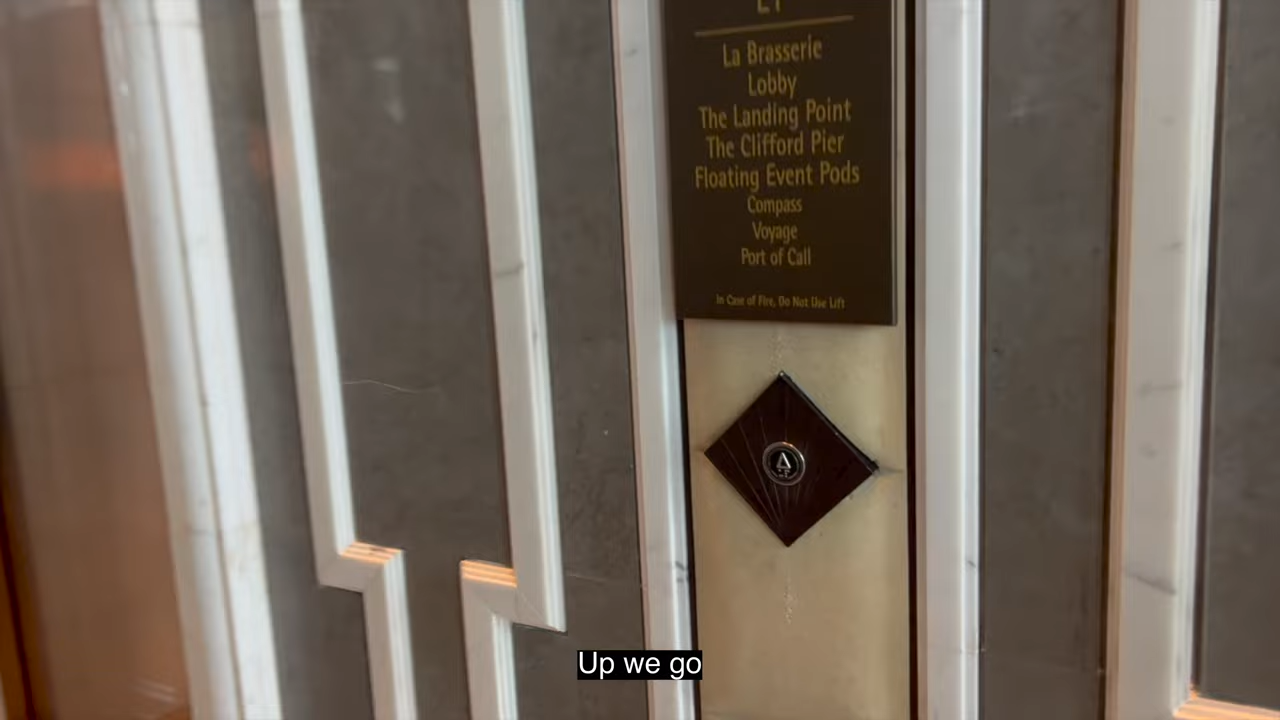 L1
La Brasserie
Lobby
The Landing Point
The Clifford Pier
Floating Event Pods
Compass
Voyage
Port of Call
In Case of Fire, Do Not Use Lift
Up we go